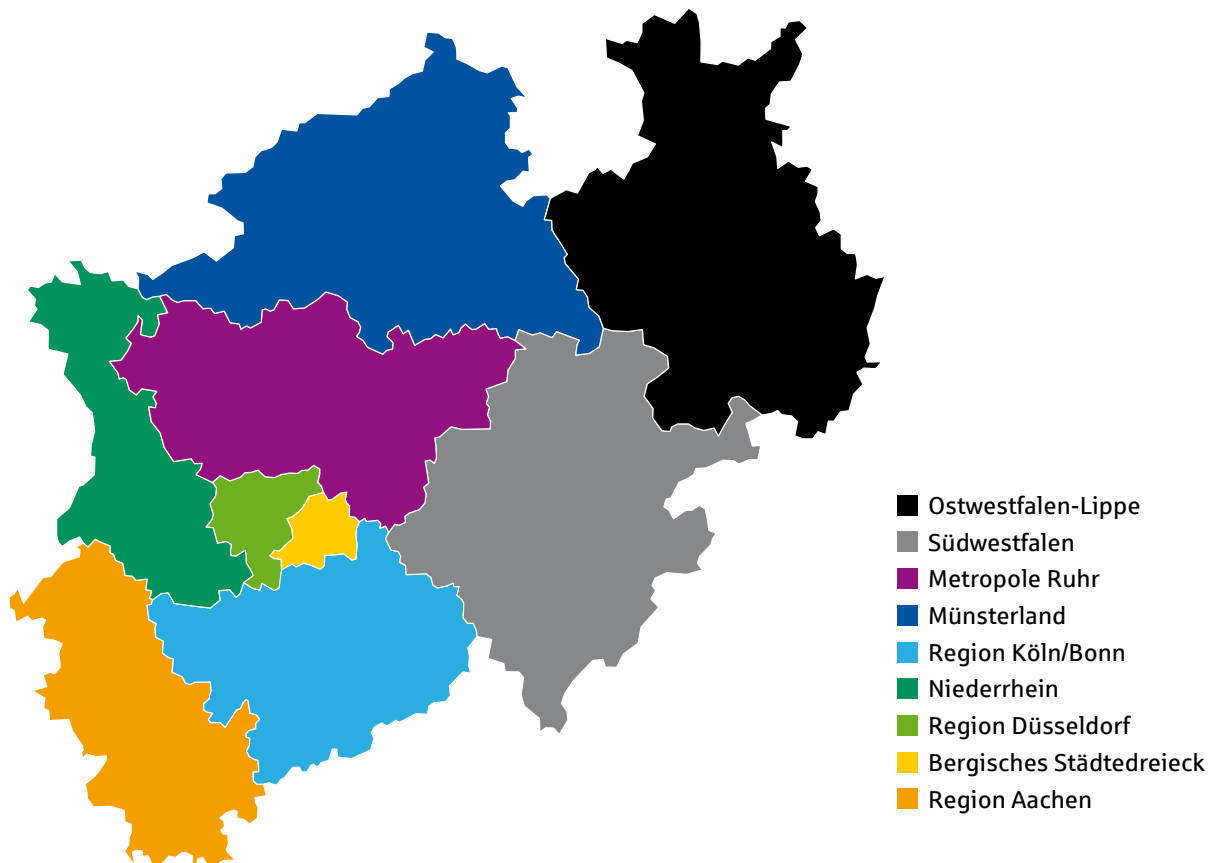 Ostwestfalen-Lippe
Südwestfalen
Metropole Ruhr
Münsterland
Region Köln/Bonn
Niederrhein
Region Düsseldorf
Bergisches Städtedreieck
Region Aachen